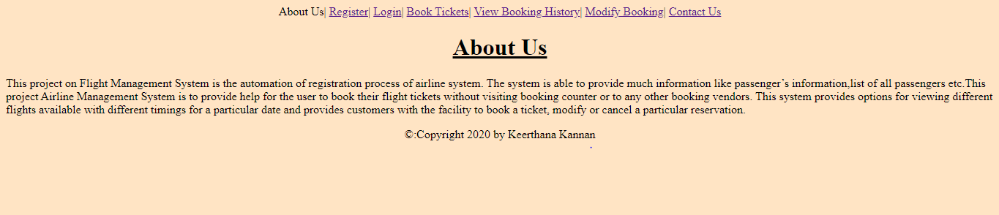 About Us| Register| Login| Book Tickets| View Booking History| Modify Booking| Contact Us
About Us
This project on Flight Management System is the automation of registration process of airline system. The system is able to provide much information like passenger’s information,list of all passengers etc.This
project Airline Management System is to provide help for the user to book their flight tickets without visiting booking counter or to any other booking vendors. This system provides options for viewing different
flights available with different timings for a particular date and provides customers with the facility to book a ticket, modify or cancel a particular reservation.
©:Copyright 2020 by Keerthana Kannan
.